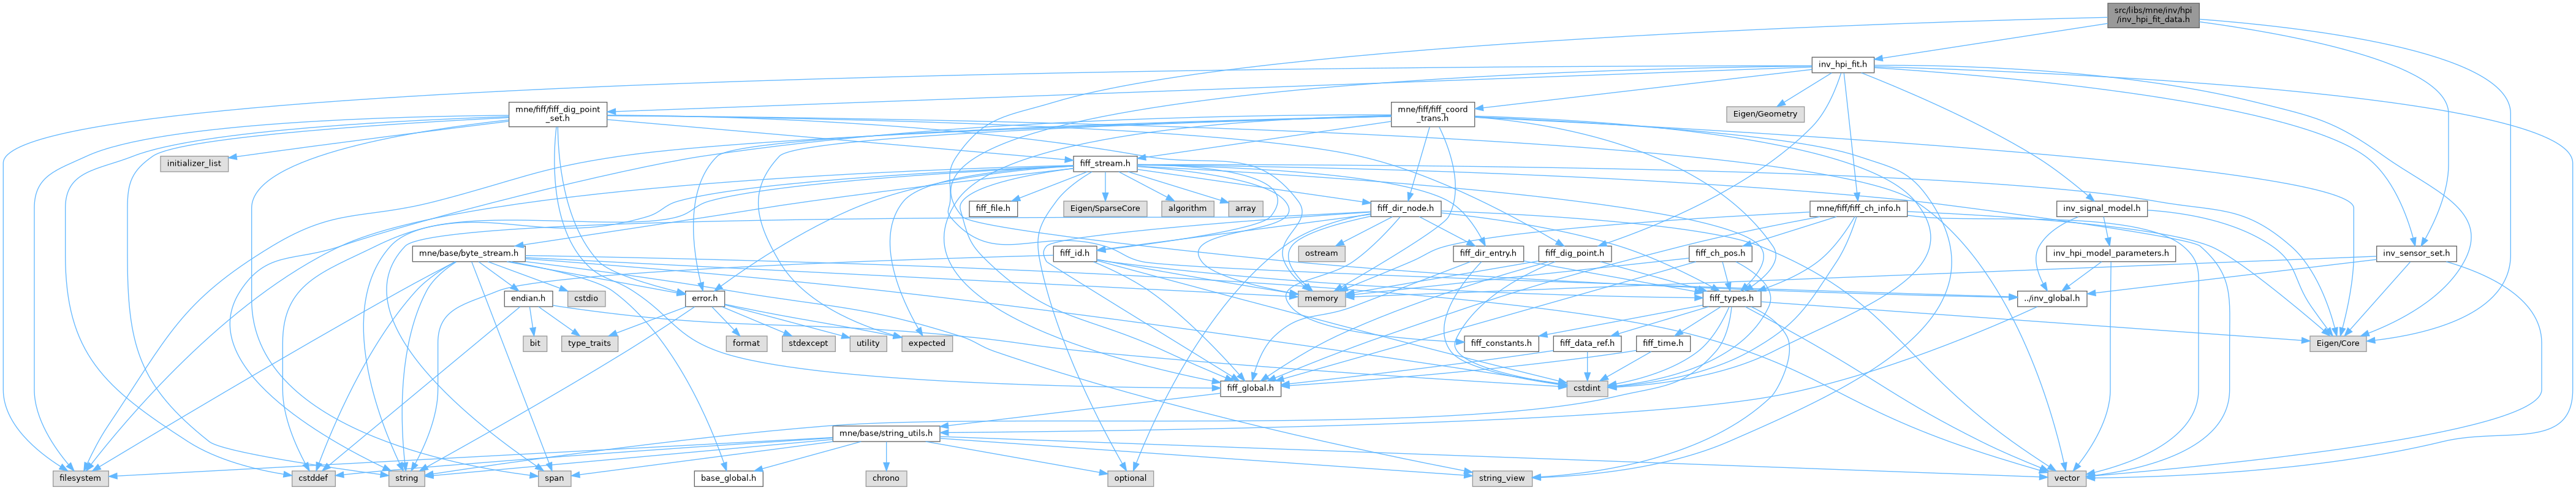 src/libs/mne/inv/hpi
/inv_hpi_fit_data.h
inv_hpi_fit.h
mne/fiff/fiff_dig_point
_set.h
mne/fiff/fiff_coord
_trans.h
Eigen/Geometry
initializer_list
fiff_stream.h
fiff_file.h
Eigen/SparseCore
algorithm
array
fiff_dir_node.h
mne/fiff/fiff_ch_info.h
inv_signal_model.h
mne/base/byte_stream.h
fiff_id.h
ostream
fiff_dir_entry.h
fiff_dig_point.h
fiff_ch_pos.h
inv_hpi_model_parameters.h
inv_sensor_set.h
endian.h
cstdio
error.h
memory
fiff_types.h
../inv_global.h
bit
type_traits
format
stdexcept
utility
expected
fiff_constants.h
fiff_data_ref.h
fiff_time.h
Eigen/Core
fiff_global.h
cstdint
mne/base/string_utils.h
filesystem
cstddef
string
span
base_global.h
chrono
optional
string_view
vector